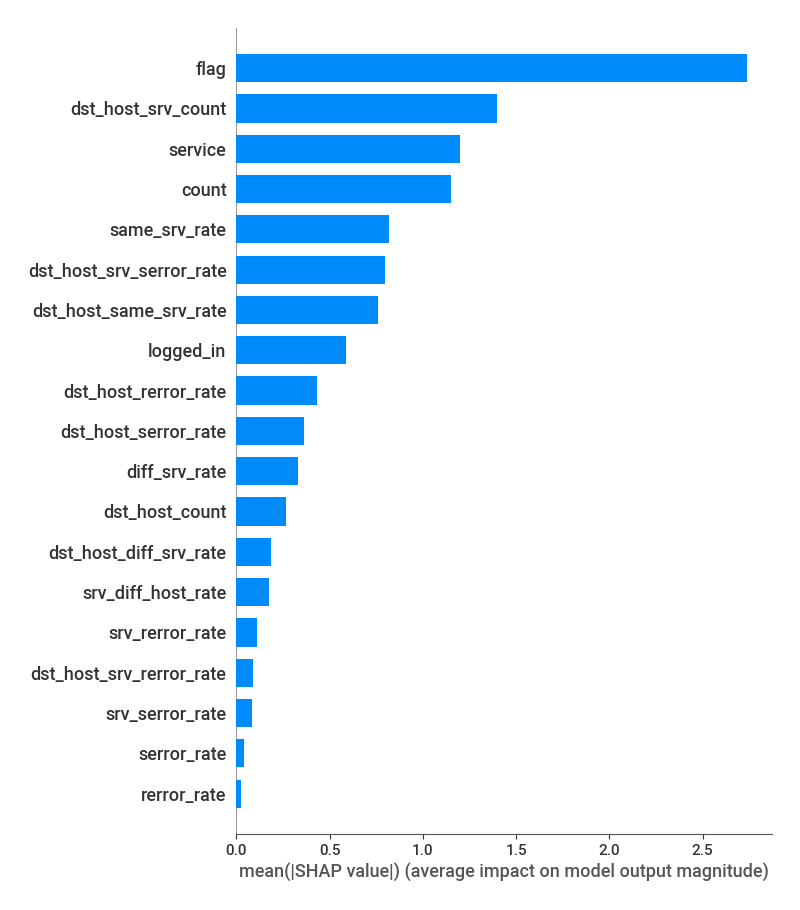 flag
dst_host_srv_count
service
count
same_srv_rate
dst_host_srv_serror_rate
dst_host_same_srv_rate
logged_in
dst_host_rerror_rate
dst_host_serror_rate
diff_srv_rate
dst_host_count
dst_host_diff_srv_rate
srv_diff_host_rate
srv_rerror_rate
dst_host_srv_rerror_rate
srv_serror_rate
serror_rate
rerror_rate
0.0 0.5 1.0 1.5 2.0 2.5
mean(|SHAP value|) (average impact on model output magnitude)